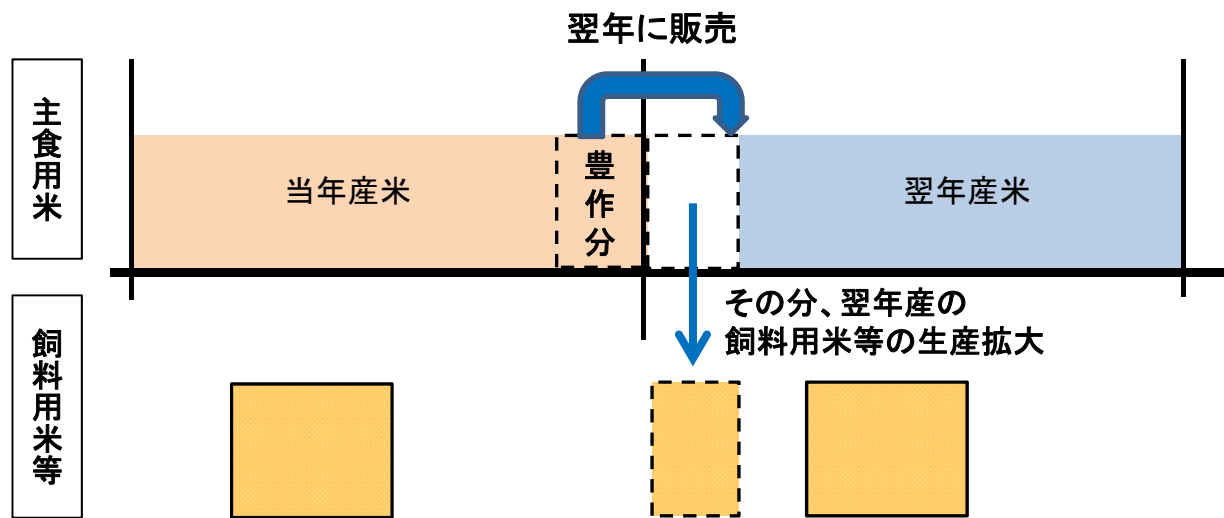 翌年に販売
主食用米
当年産米
豊作分
翌年産米
その分、翌年産の
飼料用米等の生産拡大
飼料用米等